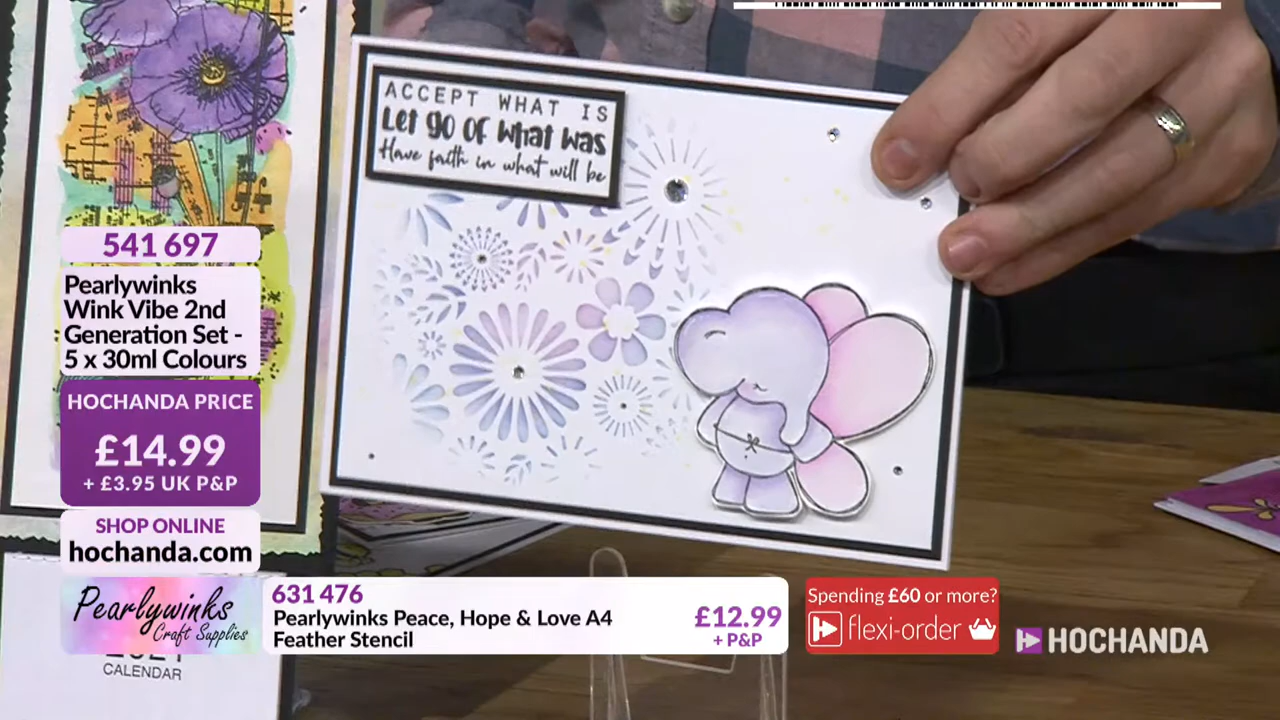 ACCEPT WHAT IS
Let go of what was
Have faith in what will be
541 697
Pearlywinks
Wink Vibe 2nd
Generation Set -
5 x 30ml Colours
HOCHANDA PRICE
£14.99
+ £3.95 UK P&P
SHOP ONLINE
hochanda.com
Pearlywinks
Craft Supplies
631 476
Pearlywinks Peace, Hope & Love A4
Feather Stencil
£12.99
+ P&P
Spending £60 or more?
flexi-order
HOCHANDA
CALENDAR